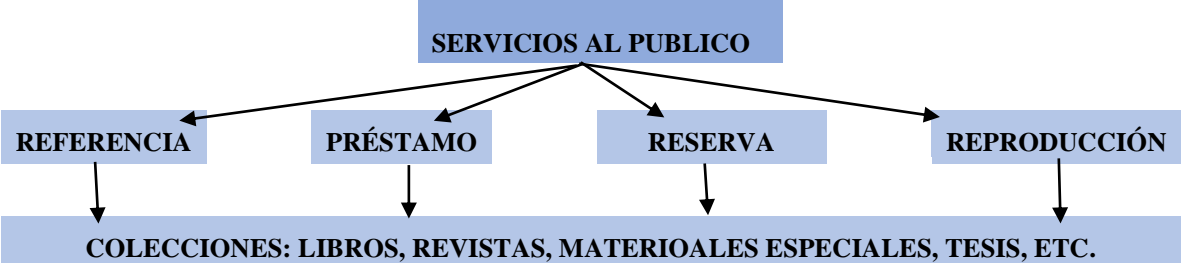 SERVICIOS AL PUBLICO
REFERENCIA
PRÉSTAMO
RESERVA
REPRODUCCIÓN
COLECCIONES: LIBROS, REVISTAS, MATERIOALES ESPECIALES, TESIS, ETC.